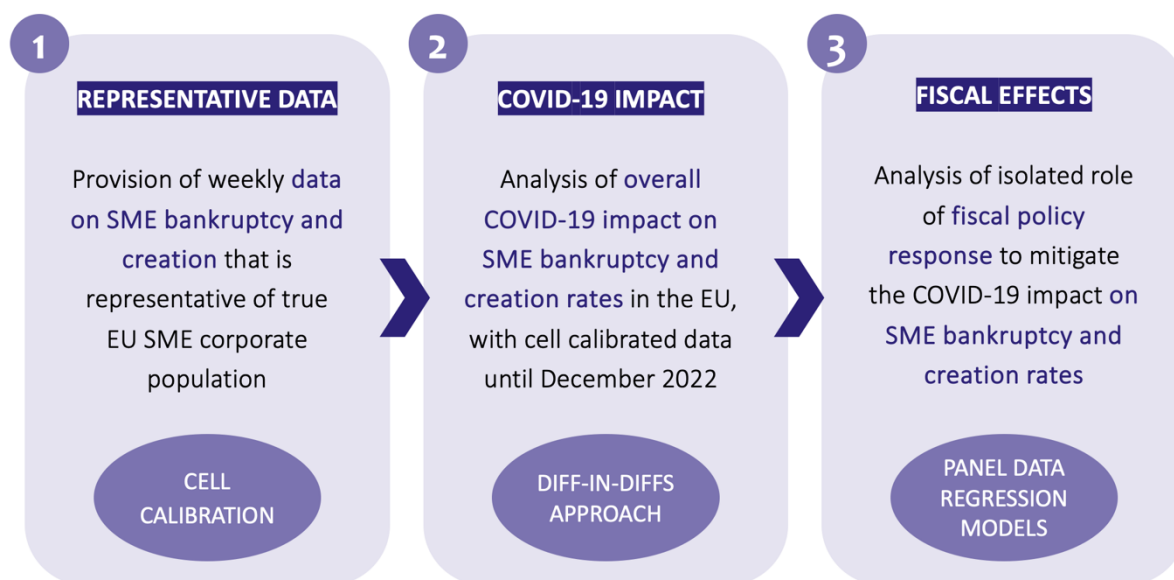 1
REPRESENTATIVE DATA
Provision of weekly data
on SME bankruptcy and
creation that is
representative of true
EU SME corporate
population
CELL
CALIBRATION
2
COVID-19 IMPACT
Analysis of overall
COVID-19 impact on
SME bankruptcy and
creation rates in the EU,
with cell calibrated data
until December 2022
DIFF-IN-DIFFS
APPROACH
3
FISCAL EFFECTS
Analysis of isolated role
of fiscal policy
response to mitigate
the COVID-19 impact on
SME bankruptcy and
creation rates
PANEL DATA
REGRESSION
MODELS